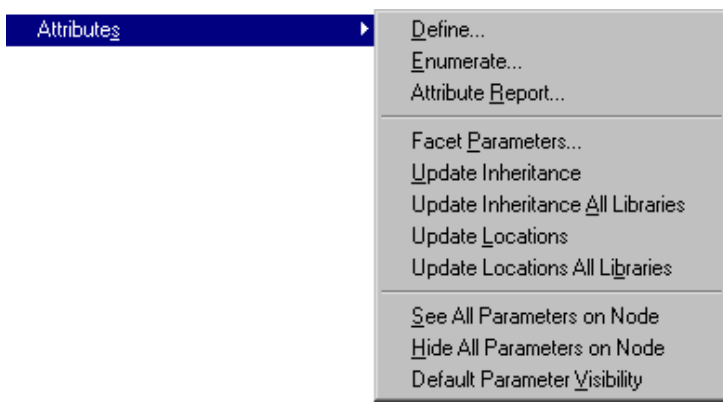 Attributes
Define...
Enumerate...
Attribute Report...
Facet Parameters...
Update Inheritance
Update Inheritance All Libraries
Update Locations
Update Locations All Libraries
See All Parameters on Node
Hide All Parameters on Node
Default Parameter Visibility